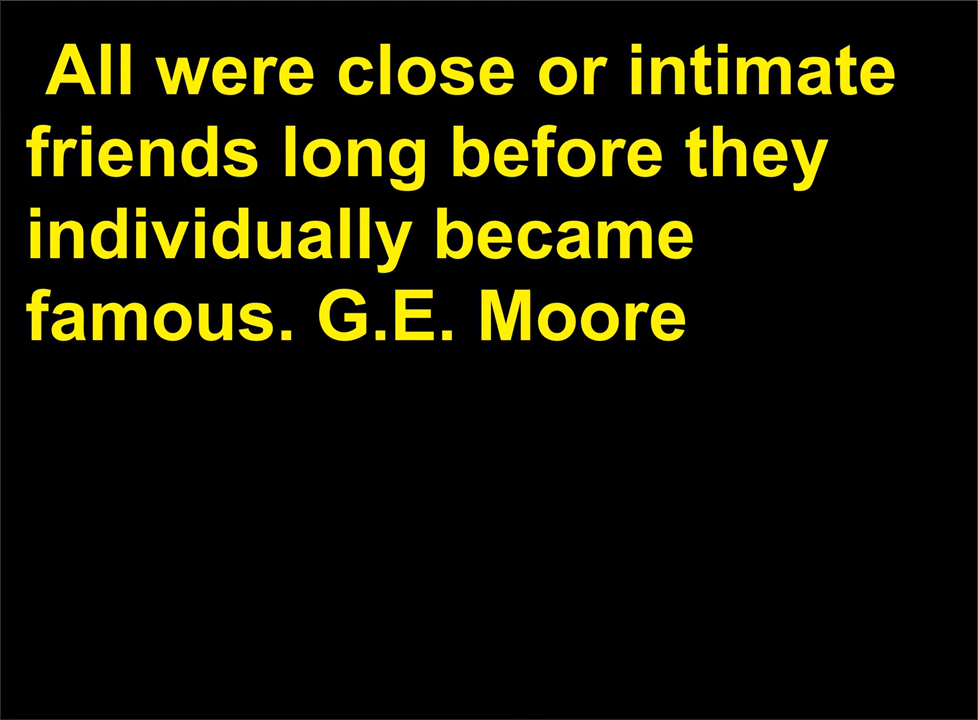 All were close or intimate
friends long before they
individually became
famous. G.E. Moore